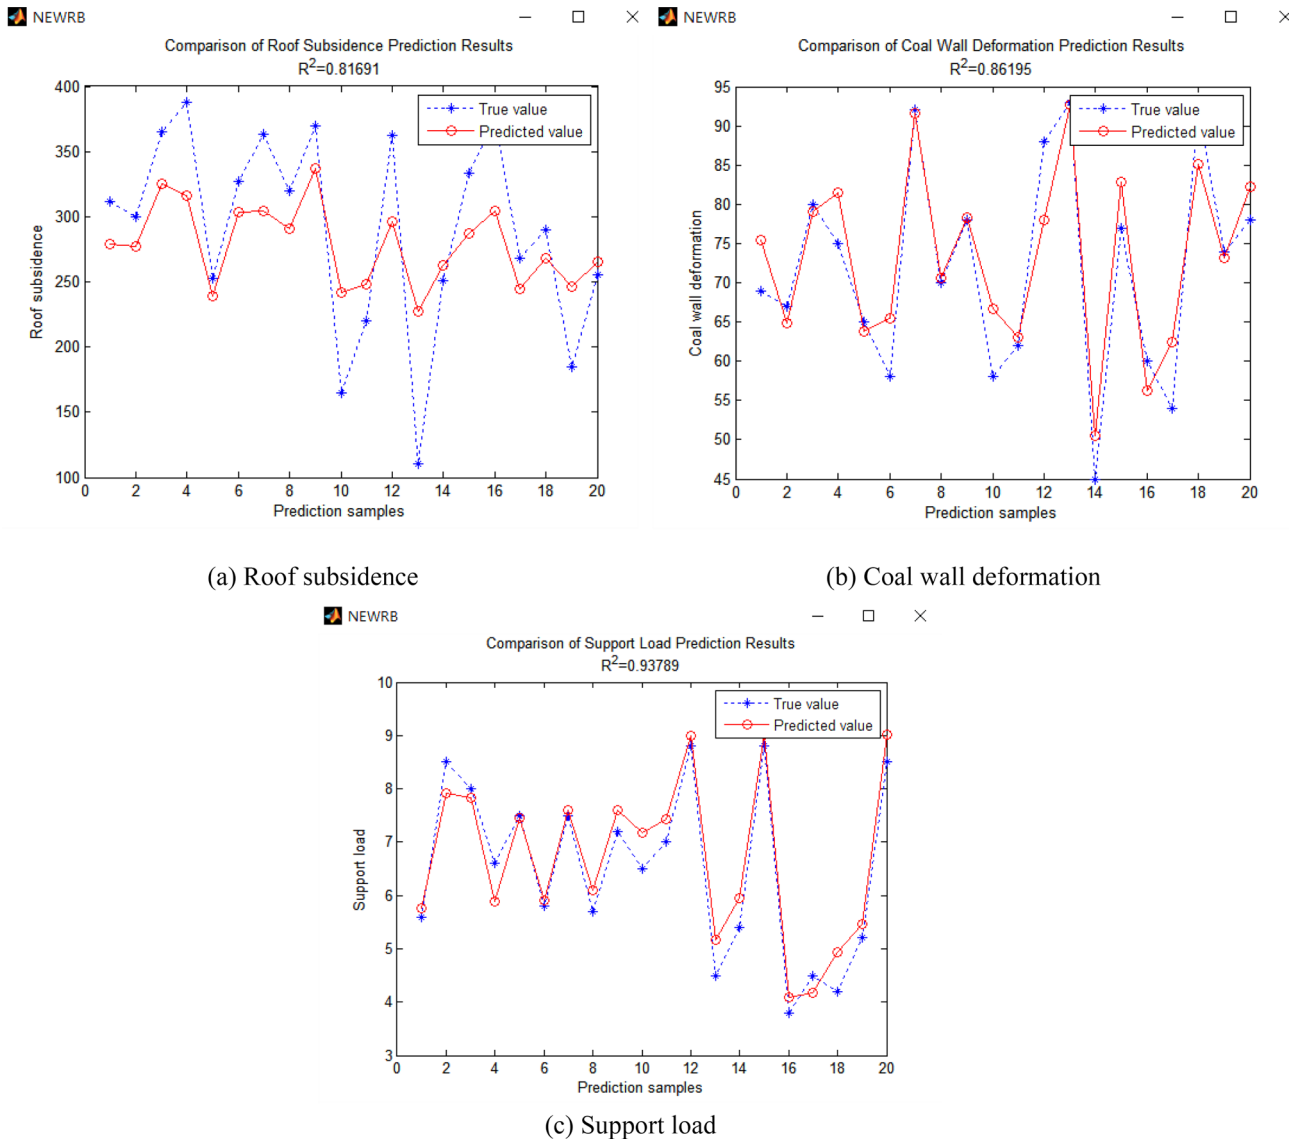 NEWRB
Comparison of Roof Subsidence Prediction Results
R²=0.81691
400
350
300
250
200
150
100
0 2 4 6 8 10 12 14 16 18 20
Roof subsidence
Prediction samples
True value
Predicted value
(a) Roof subsidence
NEWRB
Comparison of Coal Wall Deformation Prediction Results
R²=0.86195
95
90
85
80
75
70
65
60
55
50
45
0 2 4 6 8 10 12 14 16 18 20
Coal wall deformation
Prediction samples
True value
Predicted value
(b) Coal wall deformation
NEWRB
Comparison of Support Load Prediction Results
R²=0.93789
10
9
8
7
6
5
4
3
0 2 4 6 8 10 12 14 16 18 20
Support load
Prediction samples
True value
Predicted value
(c) Support load